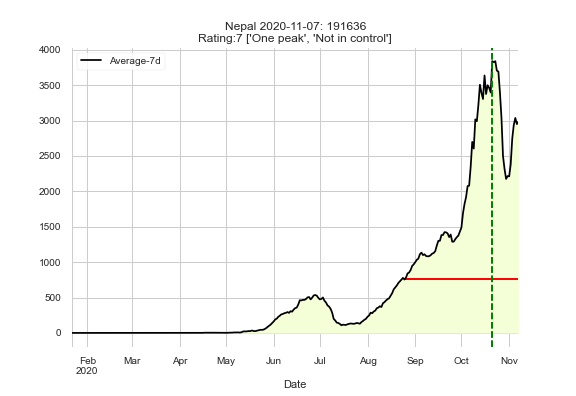 Nepal 2020-11-07: 191636
Rating:7 ['One peak', 'Not in control']
Average-7d
4000
3500
3000
2500
2000
1500
1000
500
0
Feb Mar Apr May Jun Jul Aug Sep Oct Nov
2020
Date